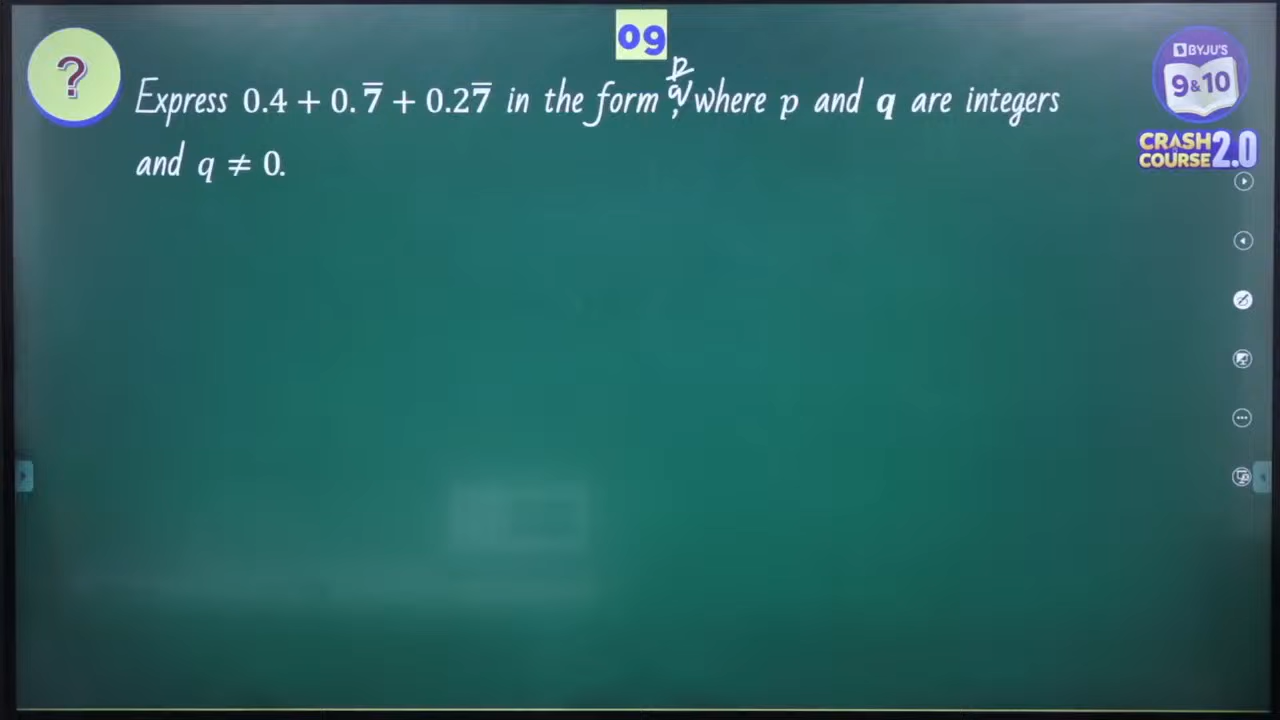 09
Express 0.4 + 0.7̅ + 0.27̅ in the form p/q, where p and q are integers
and q ≠ 0.
?
BYJU'S
9&10
CRASH
COURSE 2.0